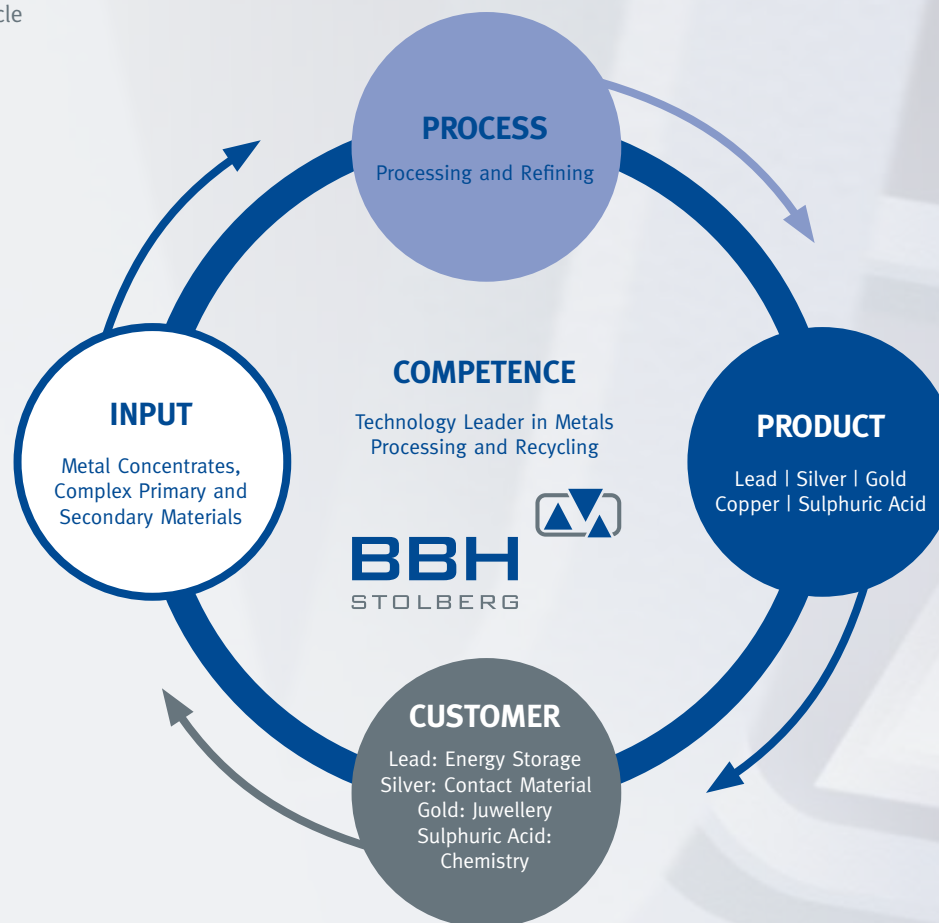 PROCESS
Processing and Refining
COMPETENCE
Technology Leader in Metals
Processing and Recycling
INPUT
Metal Concentrates,
Complex Primary and
Secondary Materials
PRODUCT
Lead | Silver | Gold
Copper | Sulphuric Acid
BBH
STOLBERG
CUSTOMER
Lead: Energy Storage
Silver: Contact Material
Gold: Juwellery
Sulphuric Acid:
Chemistry